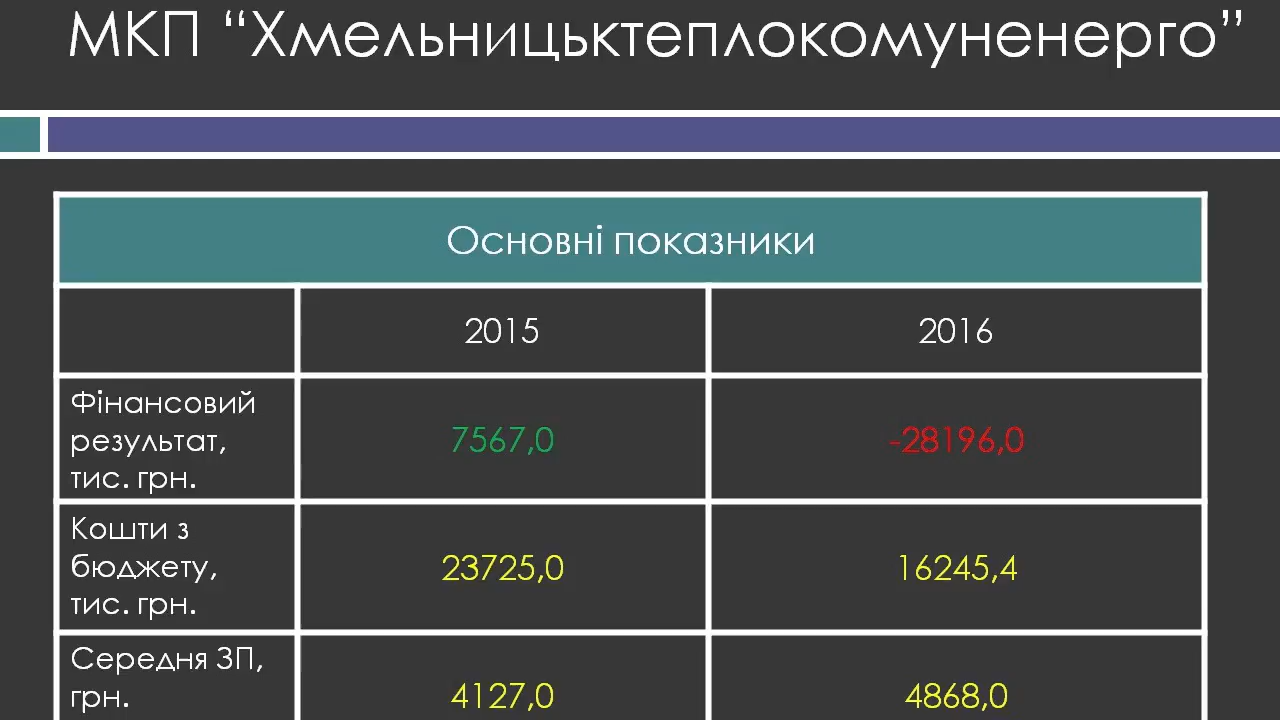 МКП “Хмельницьктеплокомуненерго”
Основні показники
2015 2016
Фінансовий
результат,
тис. грн.
7567,0 -28196,0
Кошти з
бюджету,
тис. грн.
23725,0 16245,4
Середня ЗП,
грн.
4127,0 4868,0